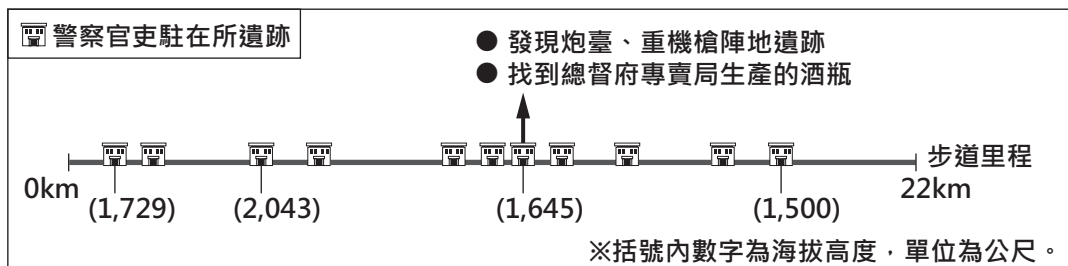 警察官吏駐在所遺跡
● 發現炮臺、重機槍陣地遺跡
● 找到總督府專賣局生產的酒瓶
步道里程
0km
22km
(1,729)
(2,043)
(1,645)
(1,500)
※括號內數字為海拔高度，單位為公尺。